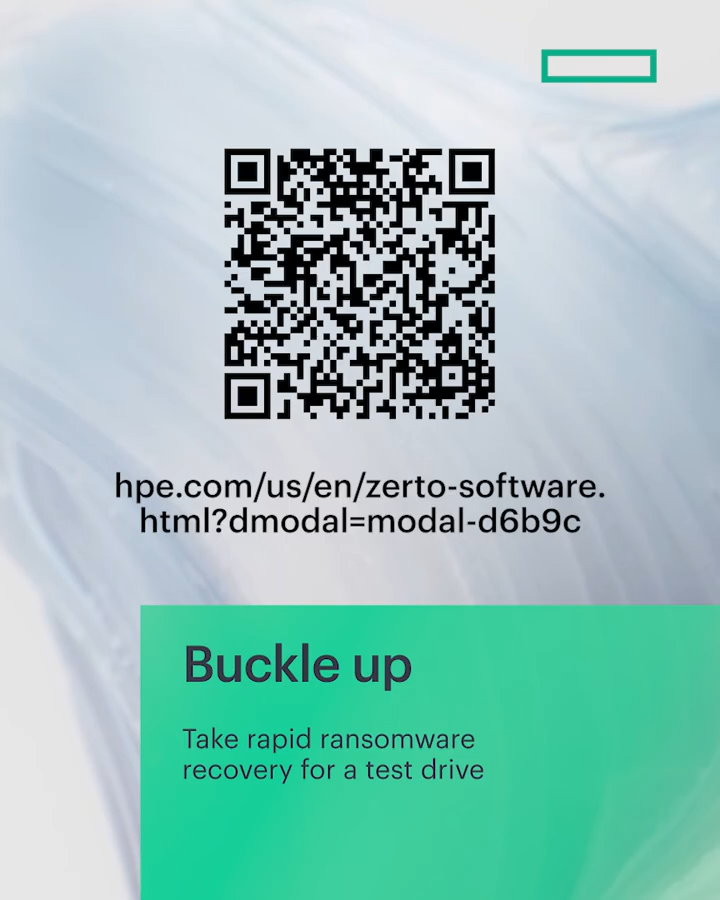 hpe.com/us/en/zerto-software.
html?dmodal=modal-d6b9c
Buckle up
Take rapid ransomware
recovery for a test drive